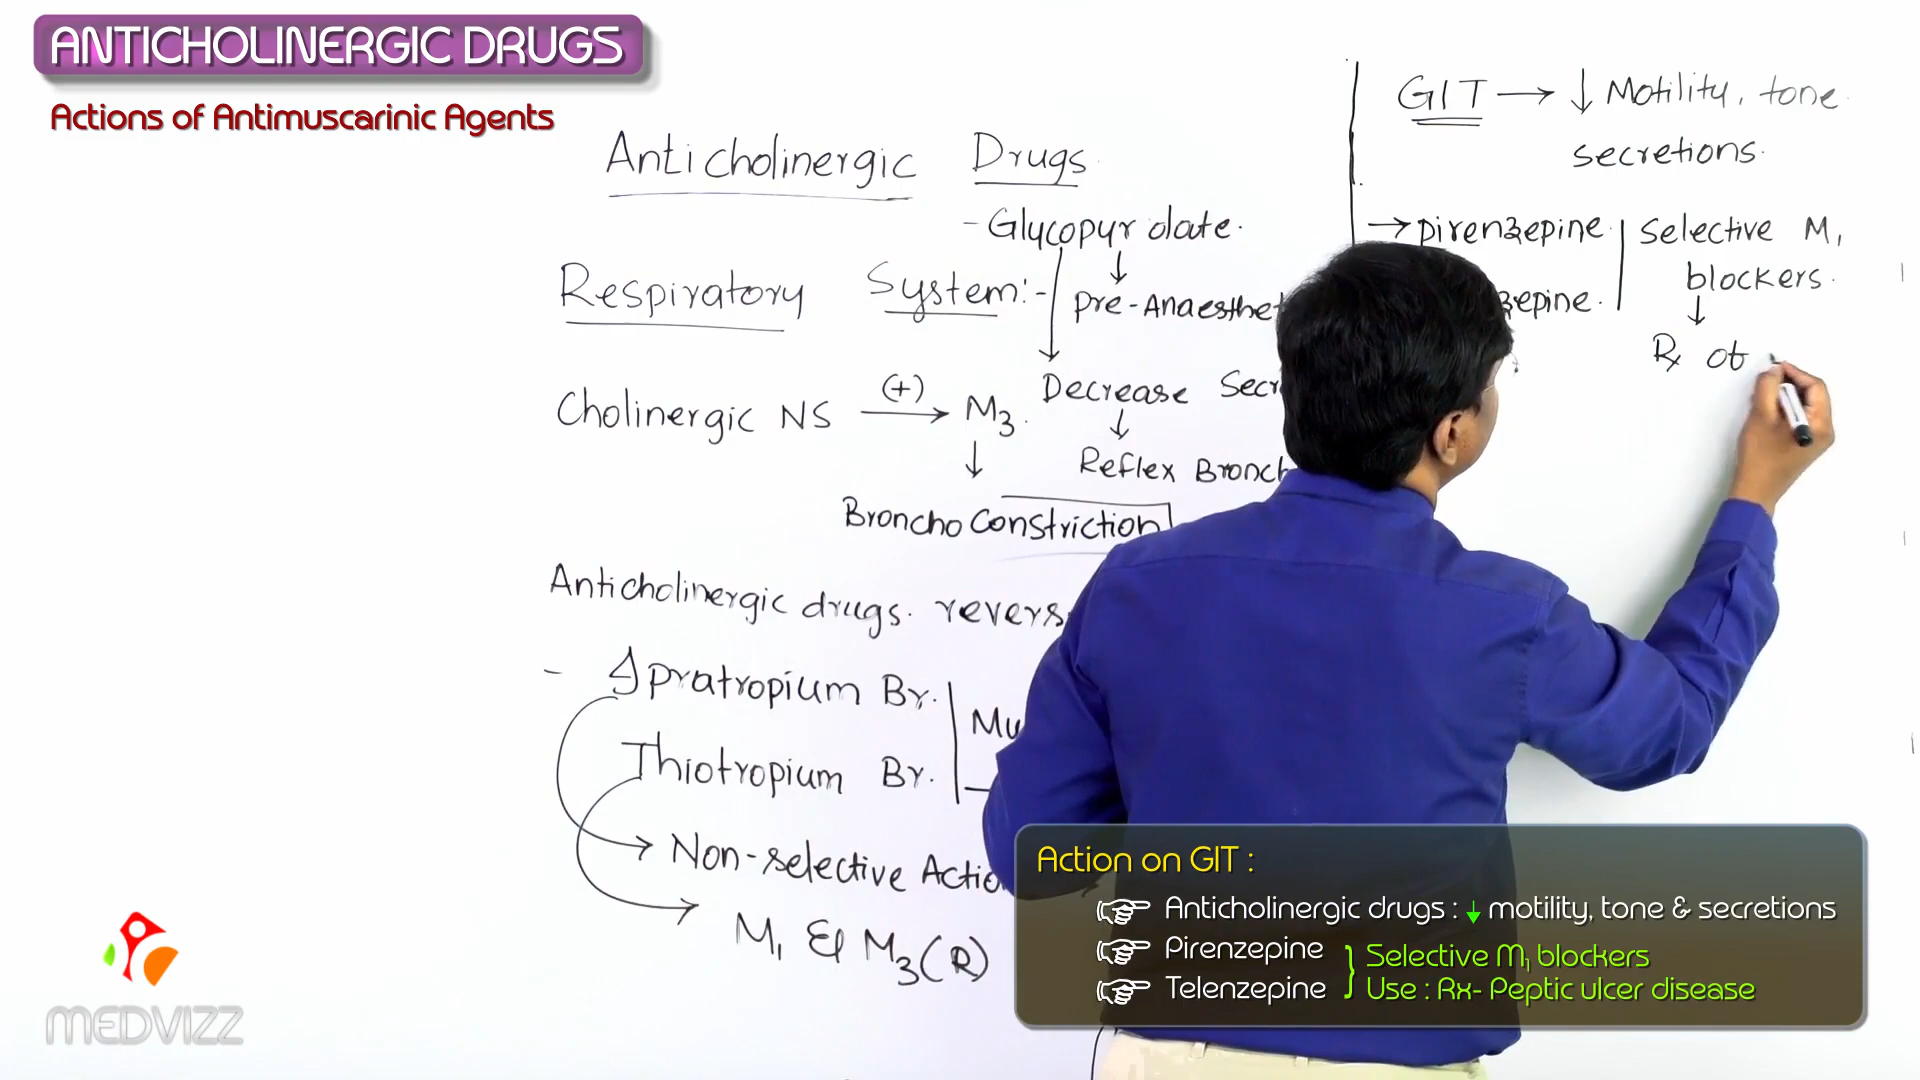 ANTICHOLINERGIC DRUGS
Actions of Antimuscarinic Agents
Anticholinergic Drugs
- Glycopyrolate.
Respiratory System:-
Pre-Anaesthet
Cholinergic NS (+) M3.
Decrease Secr
Reflex Bronch
Broncho Constriction
Anticholinergic drugs. revers
- Ipratropium Br.
Mu
Thiotropium Br.
Non-selective Actio
M1 & M3 (R)
GIT → ↓ Motility, tone
secretions.
→ pirenzepine. Selective M1
blockers.
zepine.
↓
Rx of
Action on GIT :
Anticholinergic drugs : ↓ motility, tone & secretions
Pirenzepine
Telenzepine
Selective M1 blockers
Use : Rx- Peptic ulcer disease
MEDVIZZ